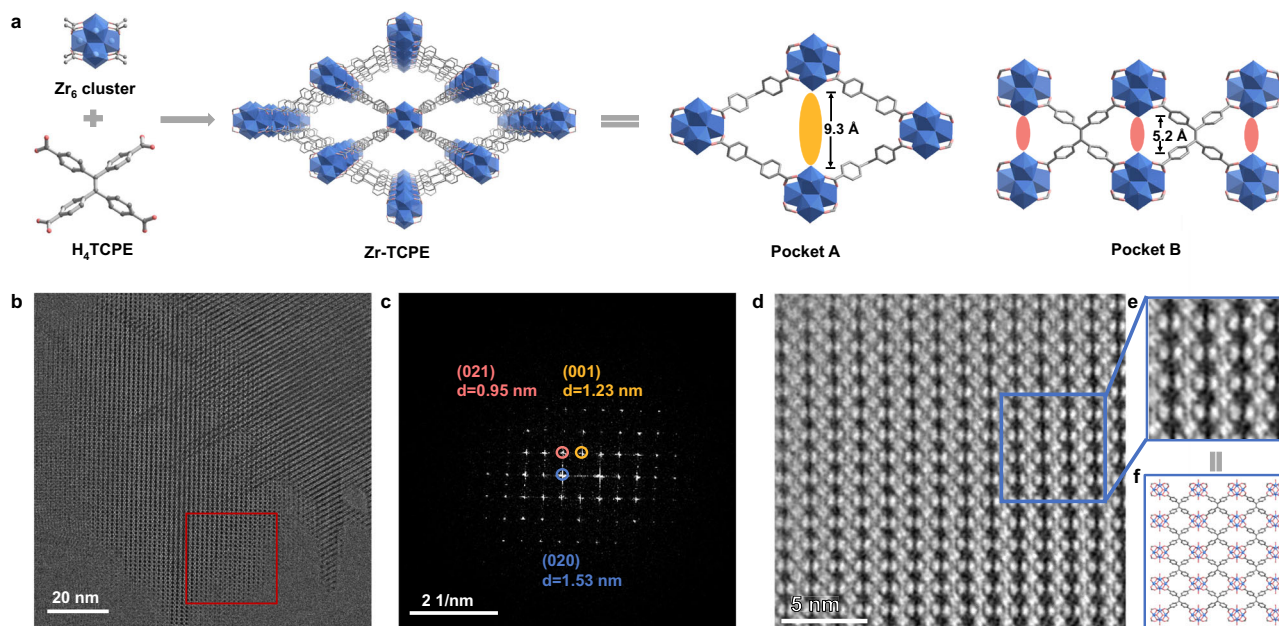 a
Zr₆ cluster
H₄TCPE
Zr-TCPE
9.3 Å
Pocket A
5.2 Å
Pocket B
b
20 nm
c
(021)
d=0.95 nm
(001)
d=1.23 nm
(020)
d=1.53 nm
2 1/nm
d
5 nm
e
f